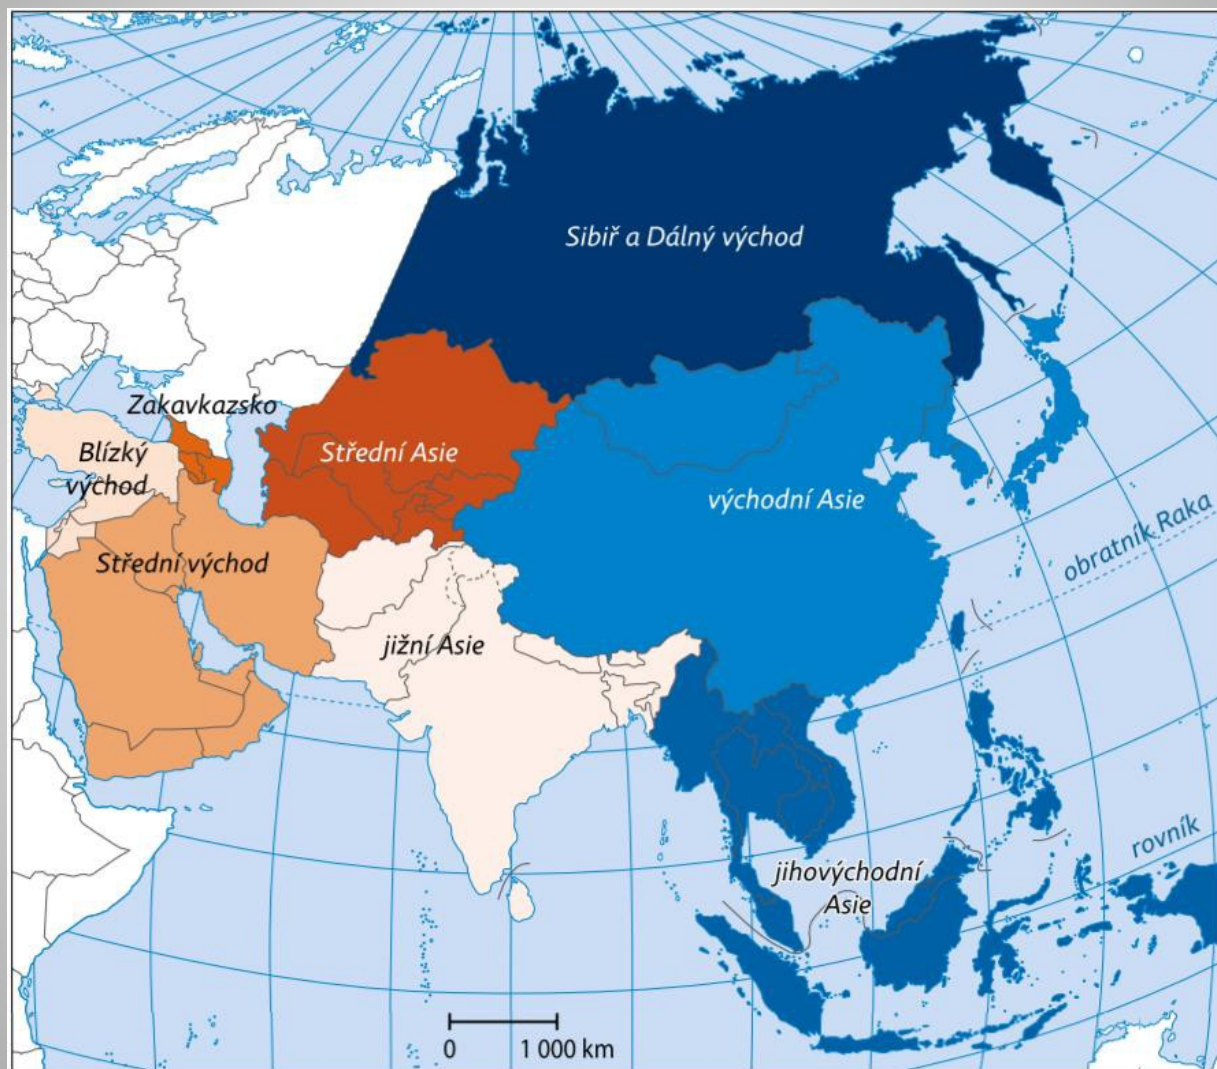 Sibiř a Dálný východ
Zakavkazsko
Blízký
východ
Střední Asie
východní Asie
obratník Raka
Střední východ
jižní Asie
rovník
jihovýchodní
Asie
0 1 000 km